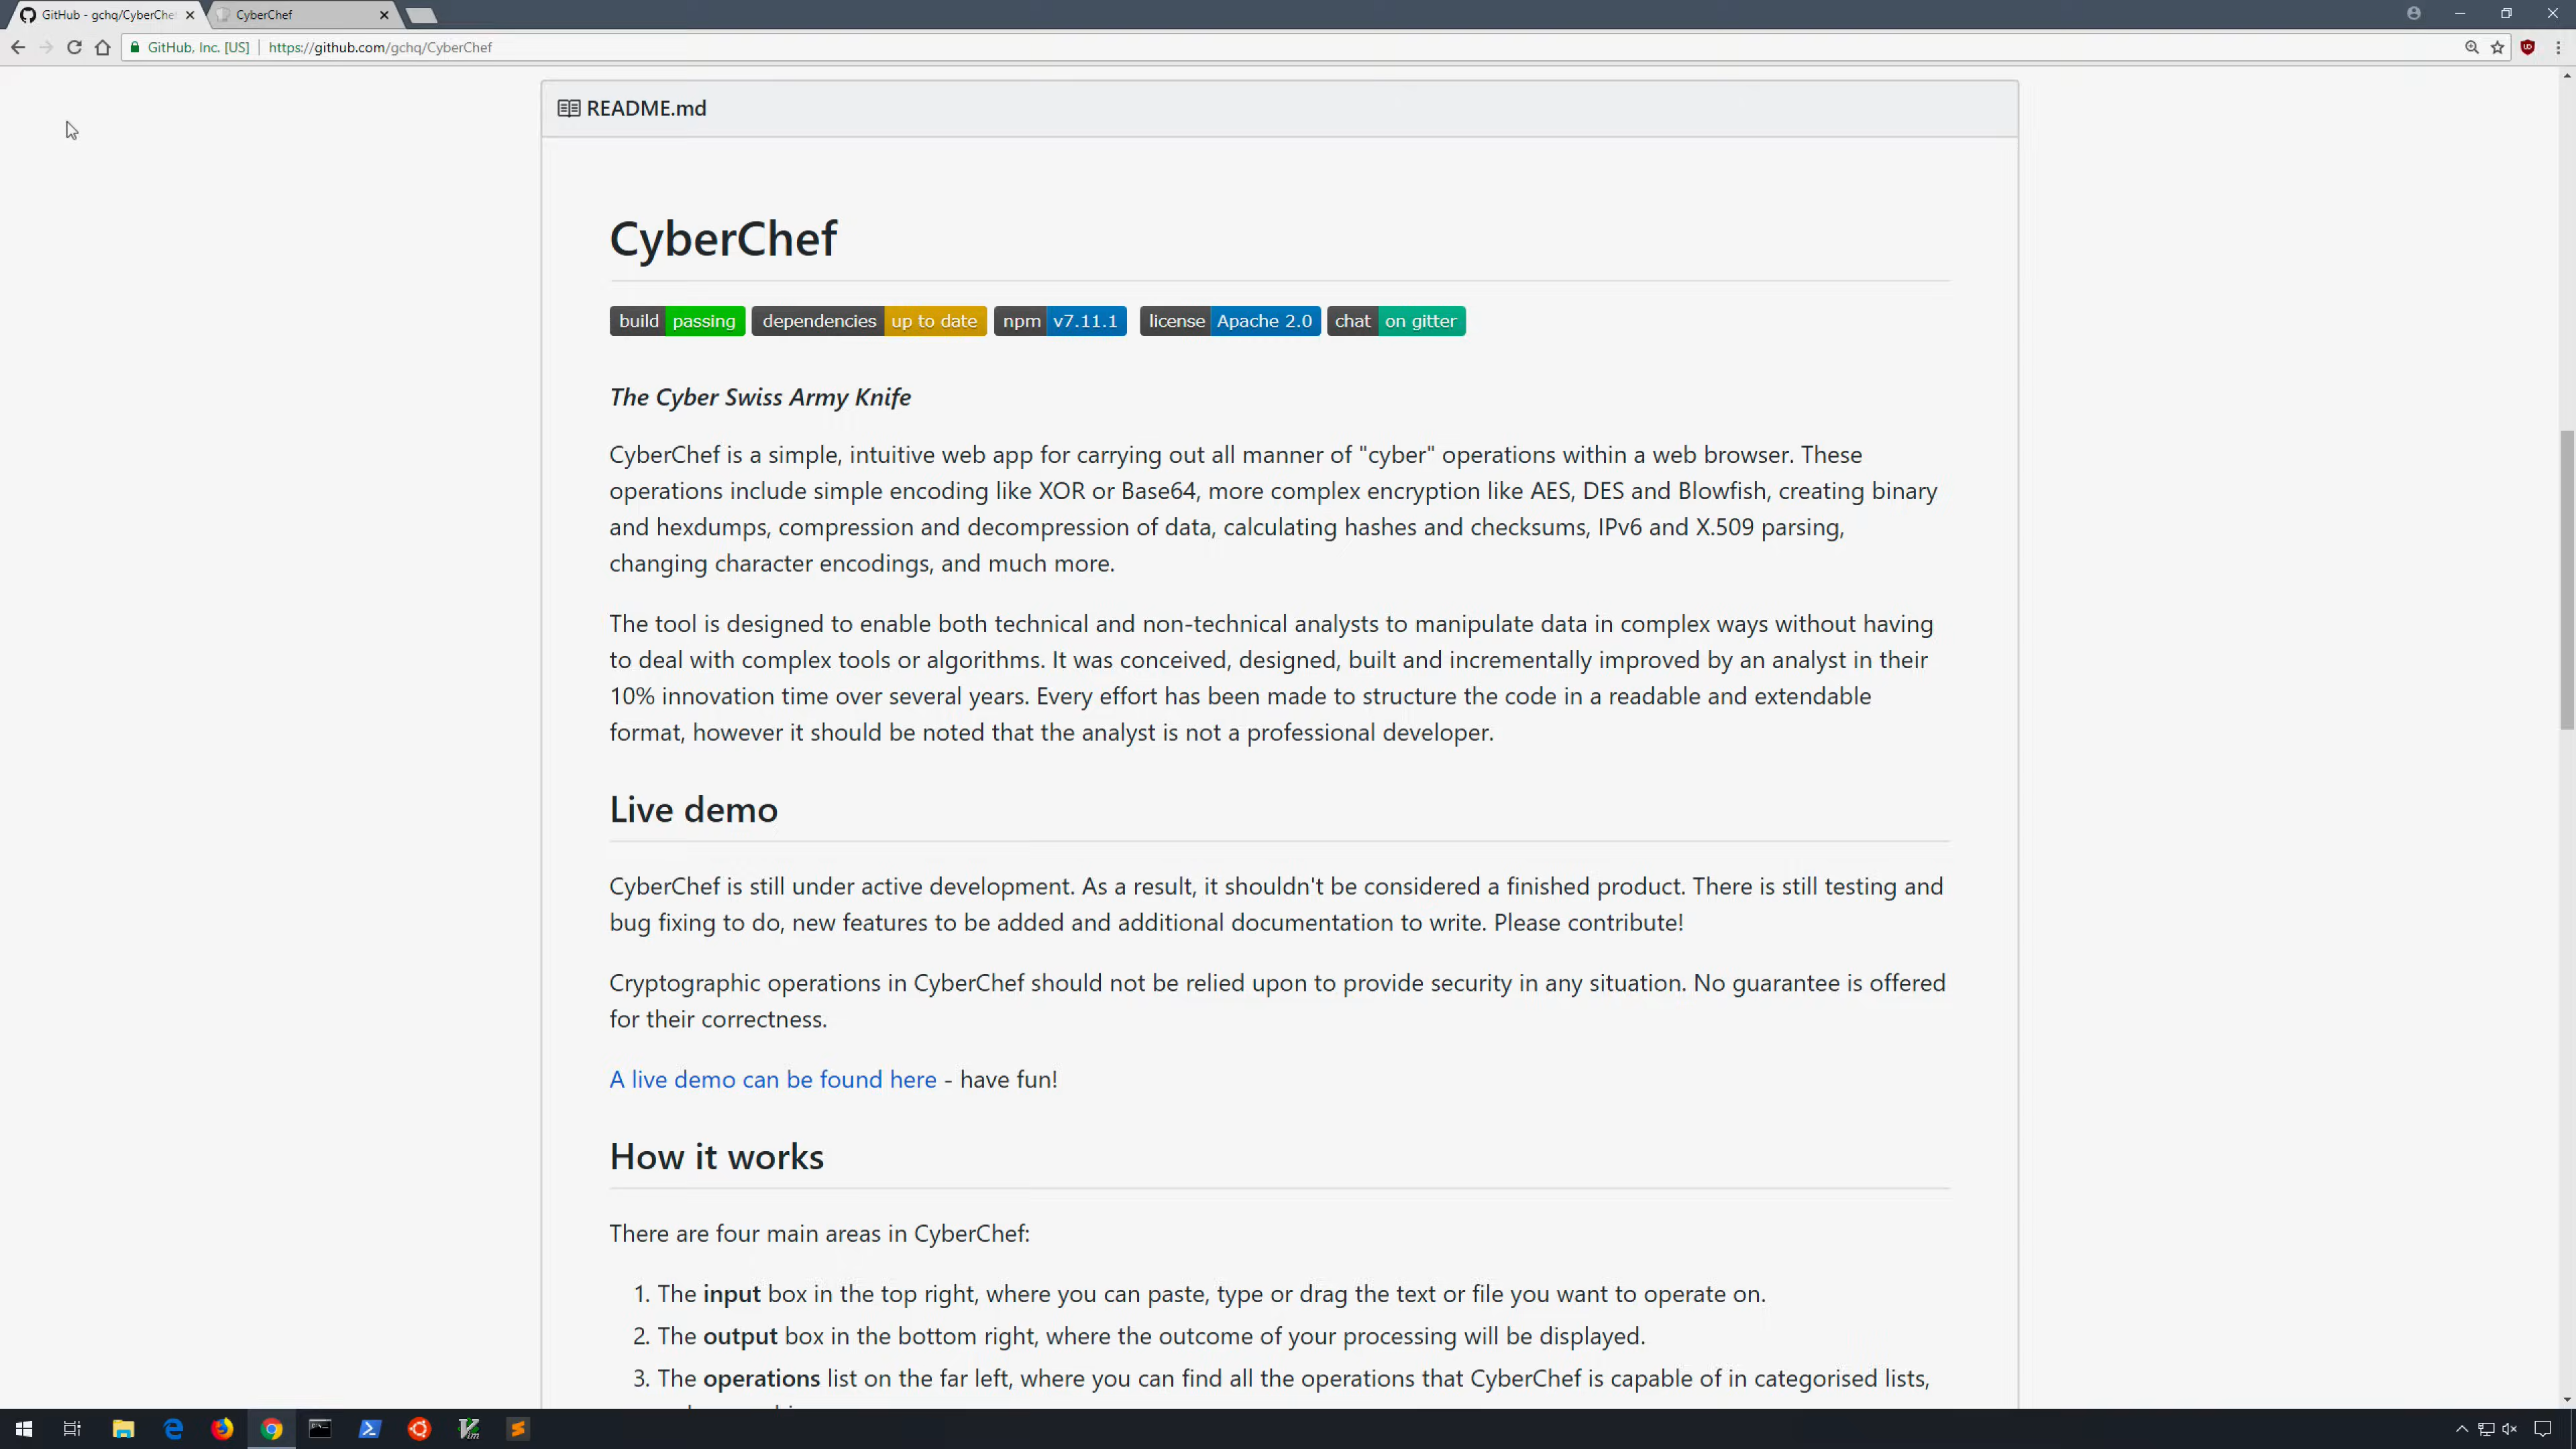 GitHub - gchq/CyberChe
CyberChef
GitHub, Inc. [US]
https://github.com/gchq/CyberChef
README.md
CyberChef
build passing dependencies up to date npm v7.11.1 license Apache 2.0 chat on gitter
The Cyber Swiss Army Knife
CyberChef is a simple, intuitive web app for carrying out all manner of "cyber" operations within a web browser. These
operations include simple encoding like XOR or Base64, more complex encryption like AES, DES and Blowfish, creating binary
and hexdumps, compression and decompression of data, calculating hashes and checksums, IPv6 and X.509 parsing,
changing character encodings, and much more.
The tool is designed to enable both technical and non-technical analysts to manipulate data in complex ways without having
to deal with complex tools or algorithms. It was conceived, designed, built and incrementally improved by an analyst in their
10% innovation time over several years. Every effort has been made to structure the code in a readable and extendable
format, however it should be noted that the analyst is not a professional developer.
Live demo
CyberChef is still under active development. As a result, it shouldn't be considered a finished product. There is still testing and
bug fixing to do, new features to be added and additional documentation to write. Please contribute!
Cryptographic operations in CyberChef should not be relied upon to provide security in any situation. No guarantee is offered
for their correctness.
A live demo can be found here - have fun!
How it works
There are four main areas in CyberChef:
1. The input box in the top right, where you can paste, type or drag the text or file you want to operate on.
2. The output box in the bottom right, where the outcome of your processing will be displayed.
3. The operations list on the far left, where you can find all the operations that CyberChef is capable of in categorised lists,